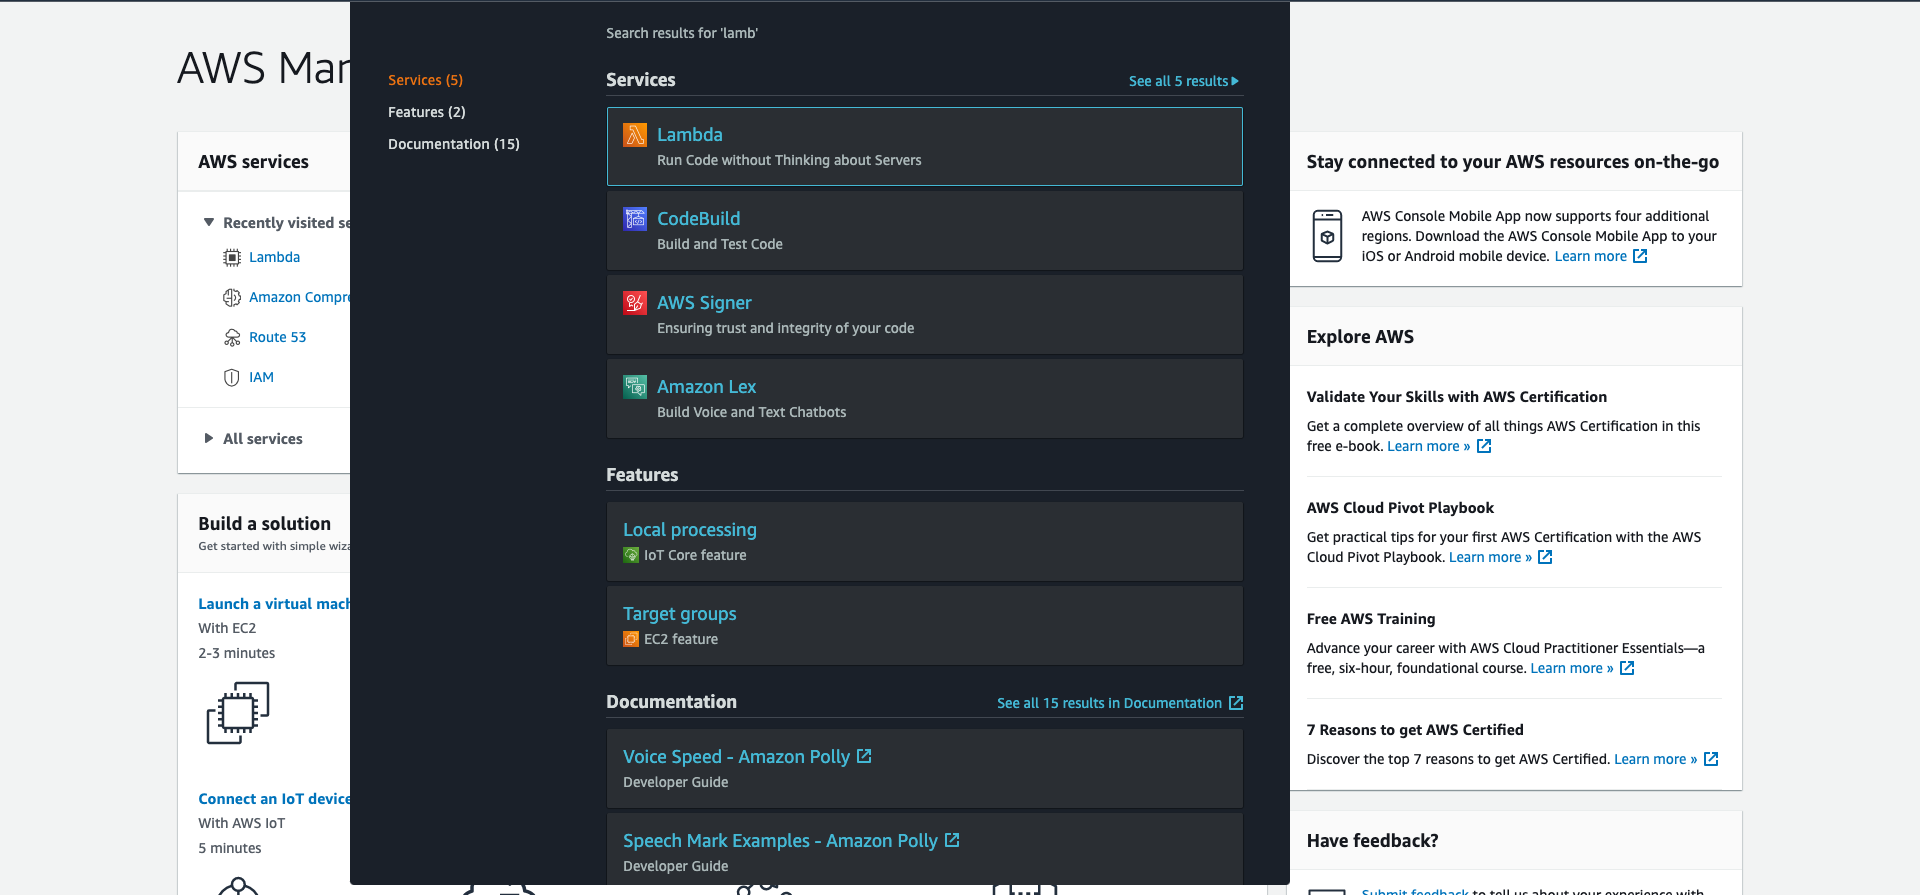 AWS Mar
AWS services
Recently visited se
Lambda
Amazon Compre
Route 53
IAM
All services
Build a solution
Get started with simple wiza
Launch a virtual mach
With EC2
2-3 minutes
Connect an IoT device
With AWS IoT
5 minutes
Search results for 'lamb'
Services (5)
Features (2)
Documentation (15)
Services
See all 5 results
Lambda
Run Code without Thinking about Servers
CodeBuild
Build and Test Code
AWS Signer
Ensuring trust and integrity of your code
Amazon Lex
Build Voice and Text Chatbots
Features
Local processing
IoT Core feature
Target groups
EC2 feature
Documentation
See all 15 results in Documentation
Voice Speed - Amazon Polly
Developer Guide
Speech Mark Examples - Amazon Polly
Developer Guide
Stay connected to your AWS resources on-the-go
AWS Console Mobile App now supports four additional
regions. Download the AWS Console Mobile App to your
iOS or Android mobile device. Learn more
Explore AWS
Validate Your Skills with AWS Certification
Get a complete overview of all things AWS Certification in this
free e-book. Learn more »
AWS Cloud Pivot Playbook
Get practical tips for your first AWS Certification with the AWS
Cloud Pivot Playbook. Learn more »
Free AWS Training
Advance your career with AWS Cloud Practitioner Essentials—a
free, six-hour, foundational course. Learn more »
7 Reasons to get AWS Certified
Discover the top 7 reasons to get AWS Certified. Learn more »
Have feedback?
Submit feedback to tell us about your experience with